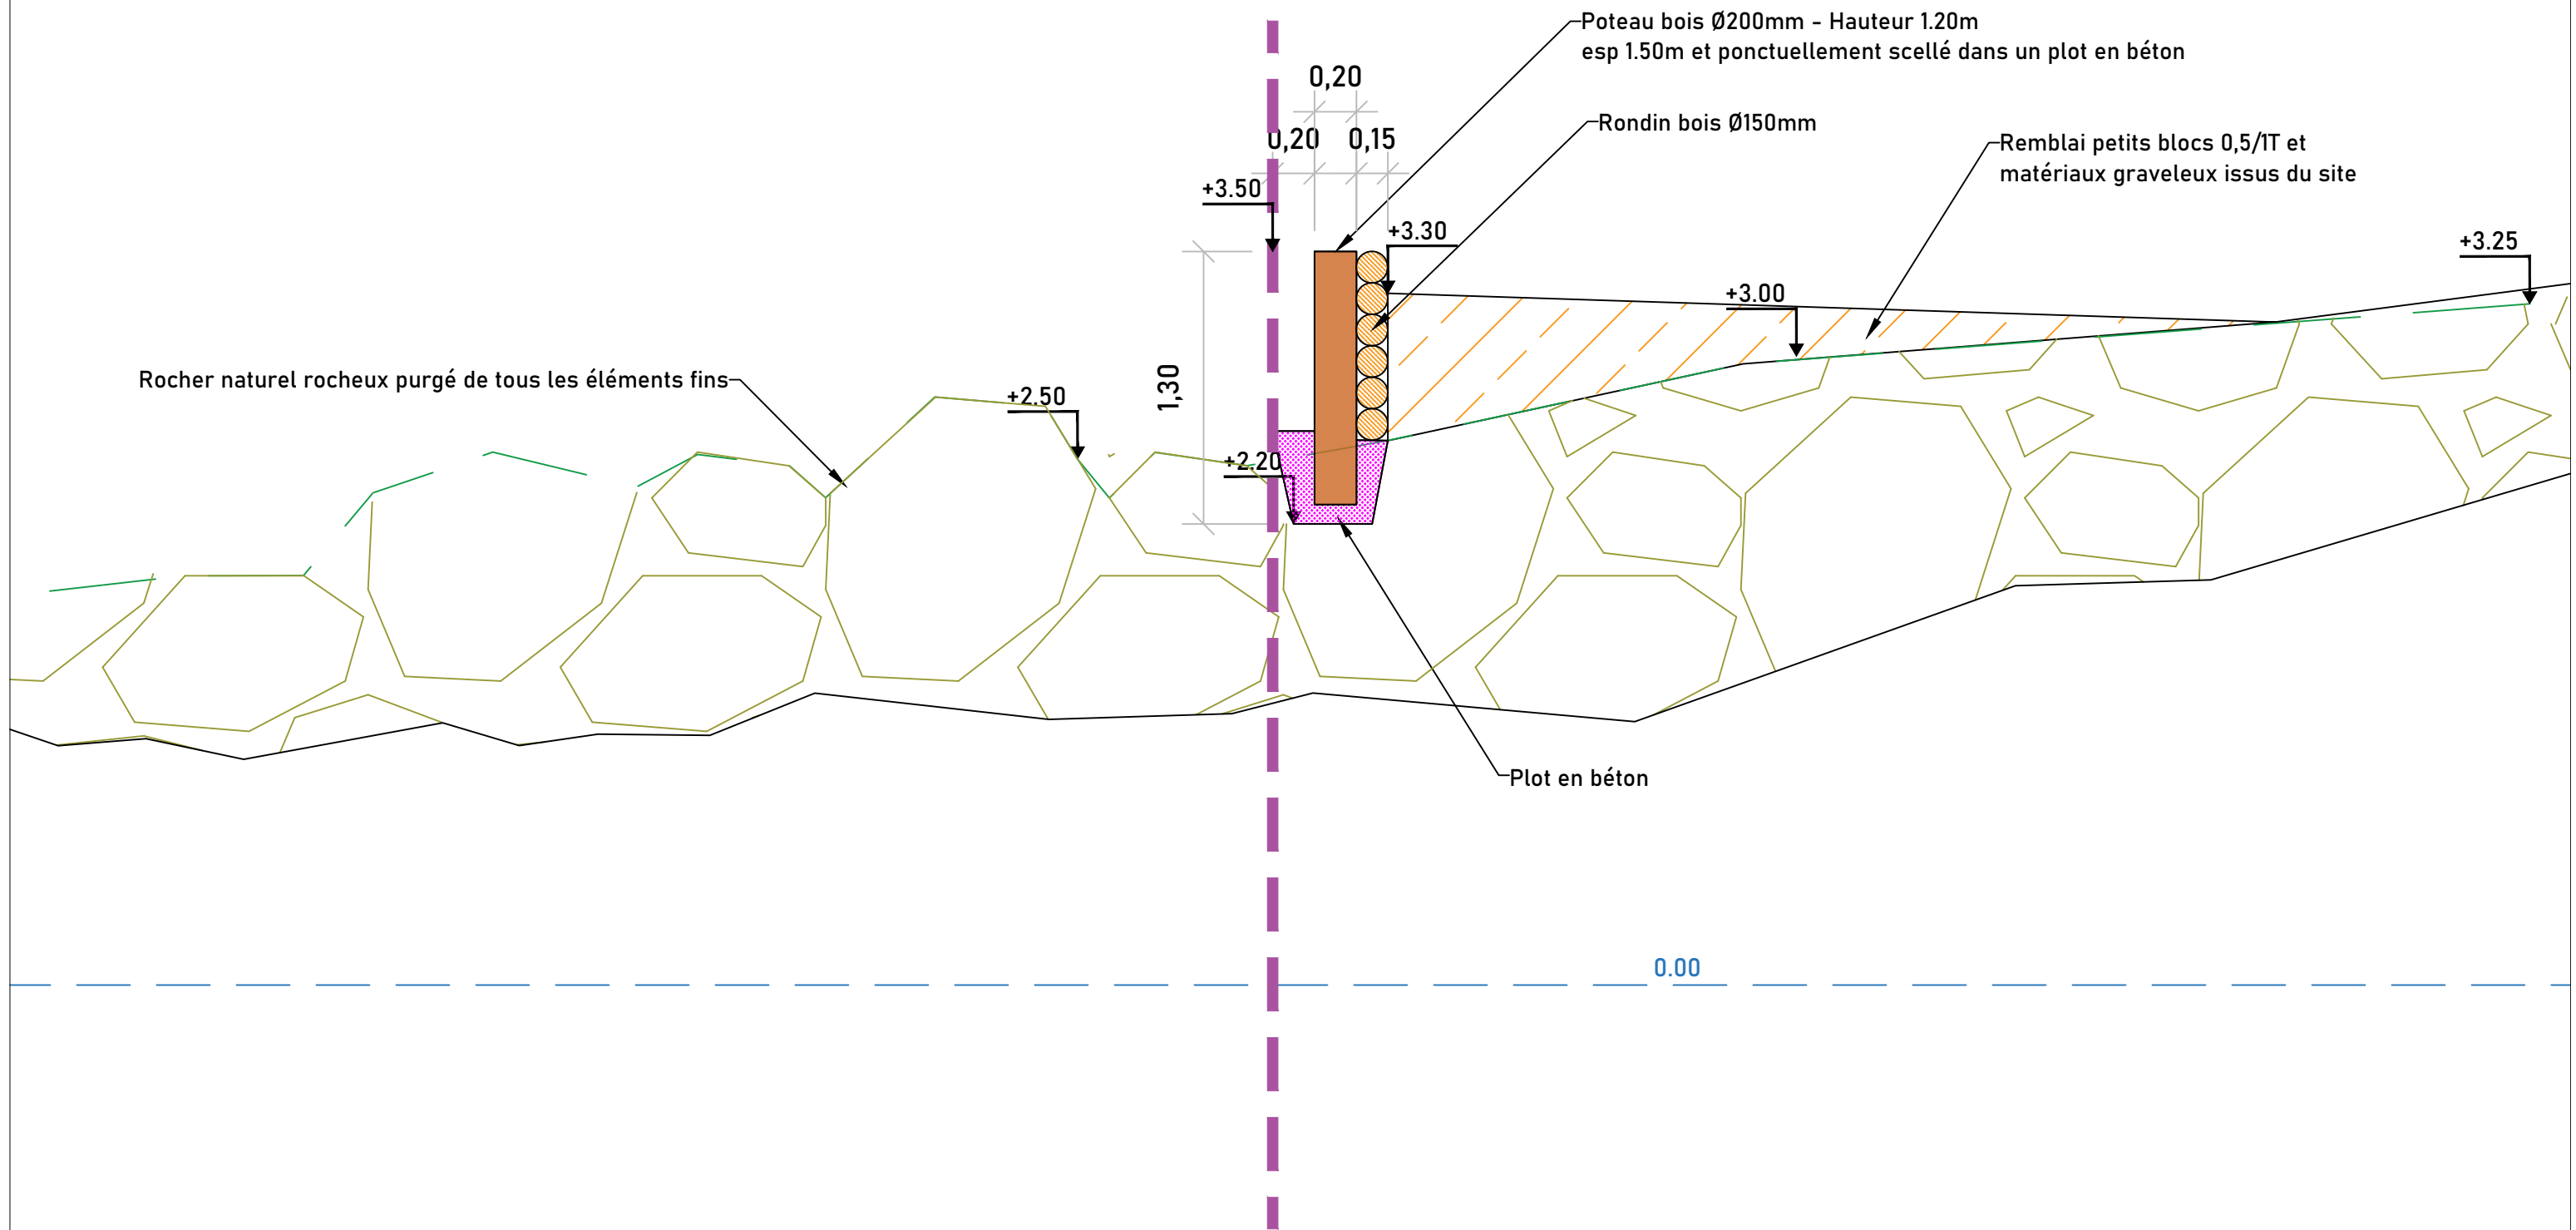 Poteau bois Ø200mm - Hauteur 1.20m
esp 1.50m et ponctuellement scellé dans un plot en béton
0,20
Rondin bois Ø150mm
0,20
0,15
Remblai petits blocs 0,5/1T et
matériaux graveleux issus du site
+3.50
+3.30
+3.25
+3.00
Rocher naturel rocheux purgé de tous les éléments fins
1,30
+2.50
+2.20
Plot en béton
0.00